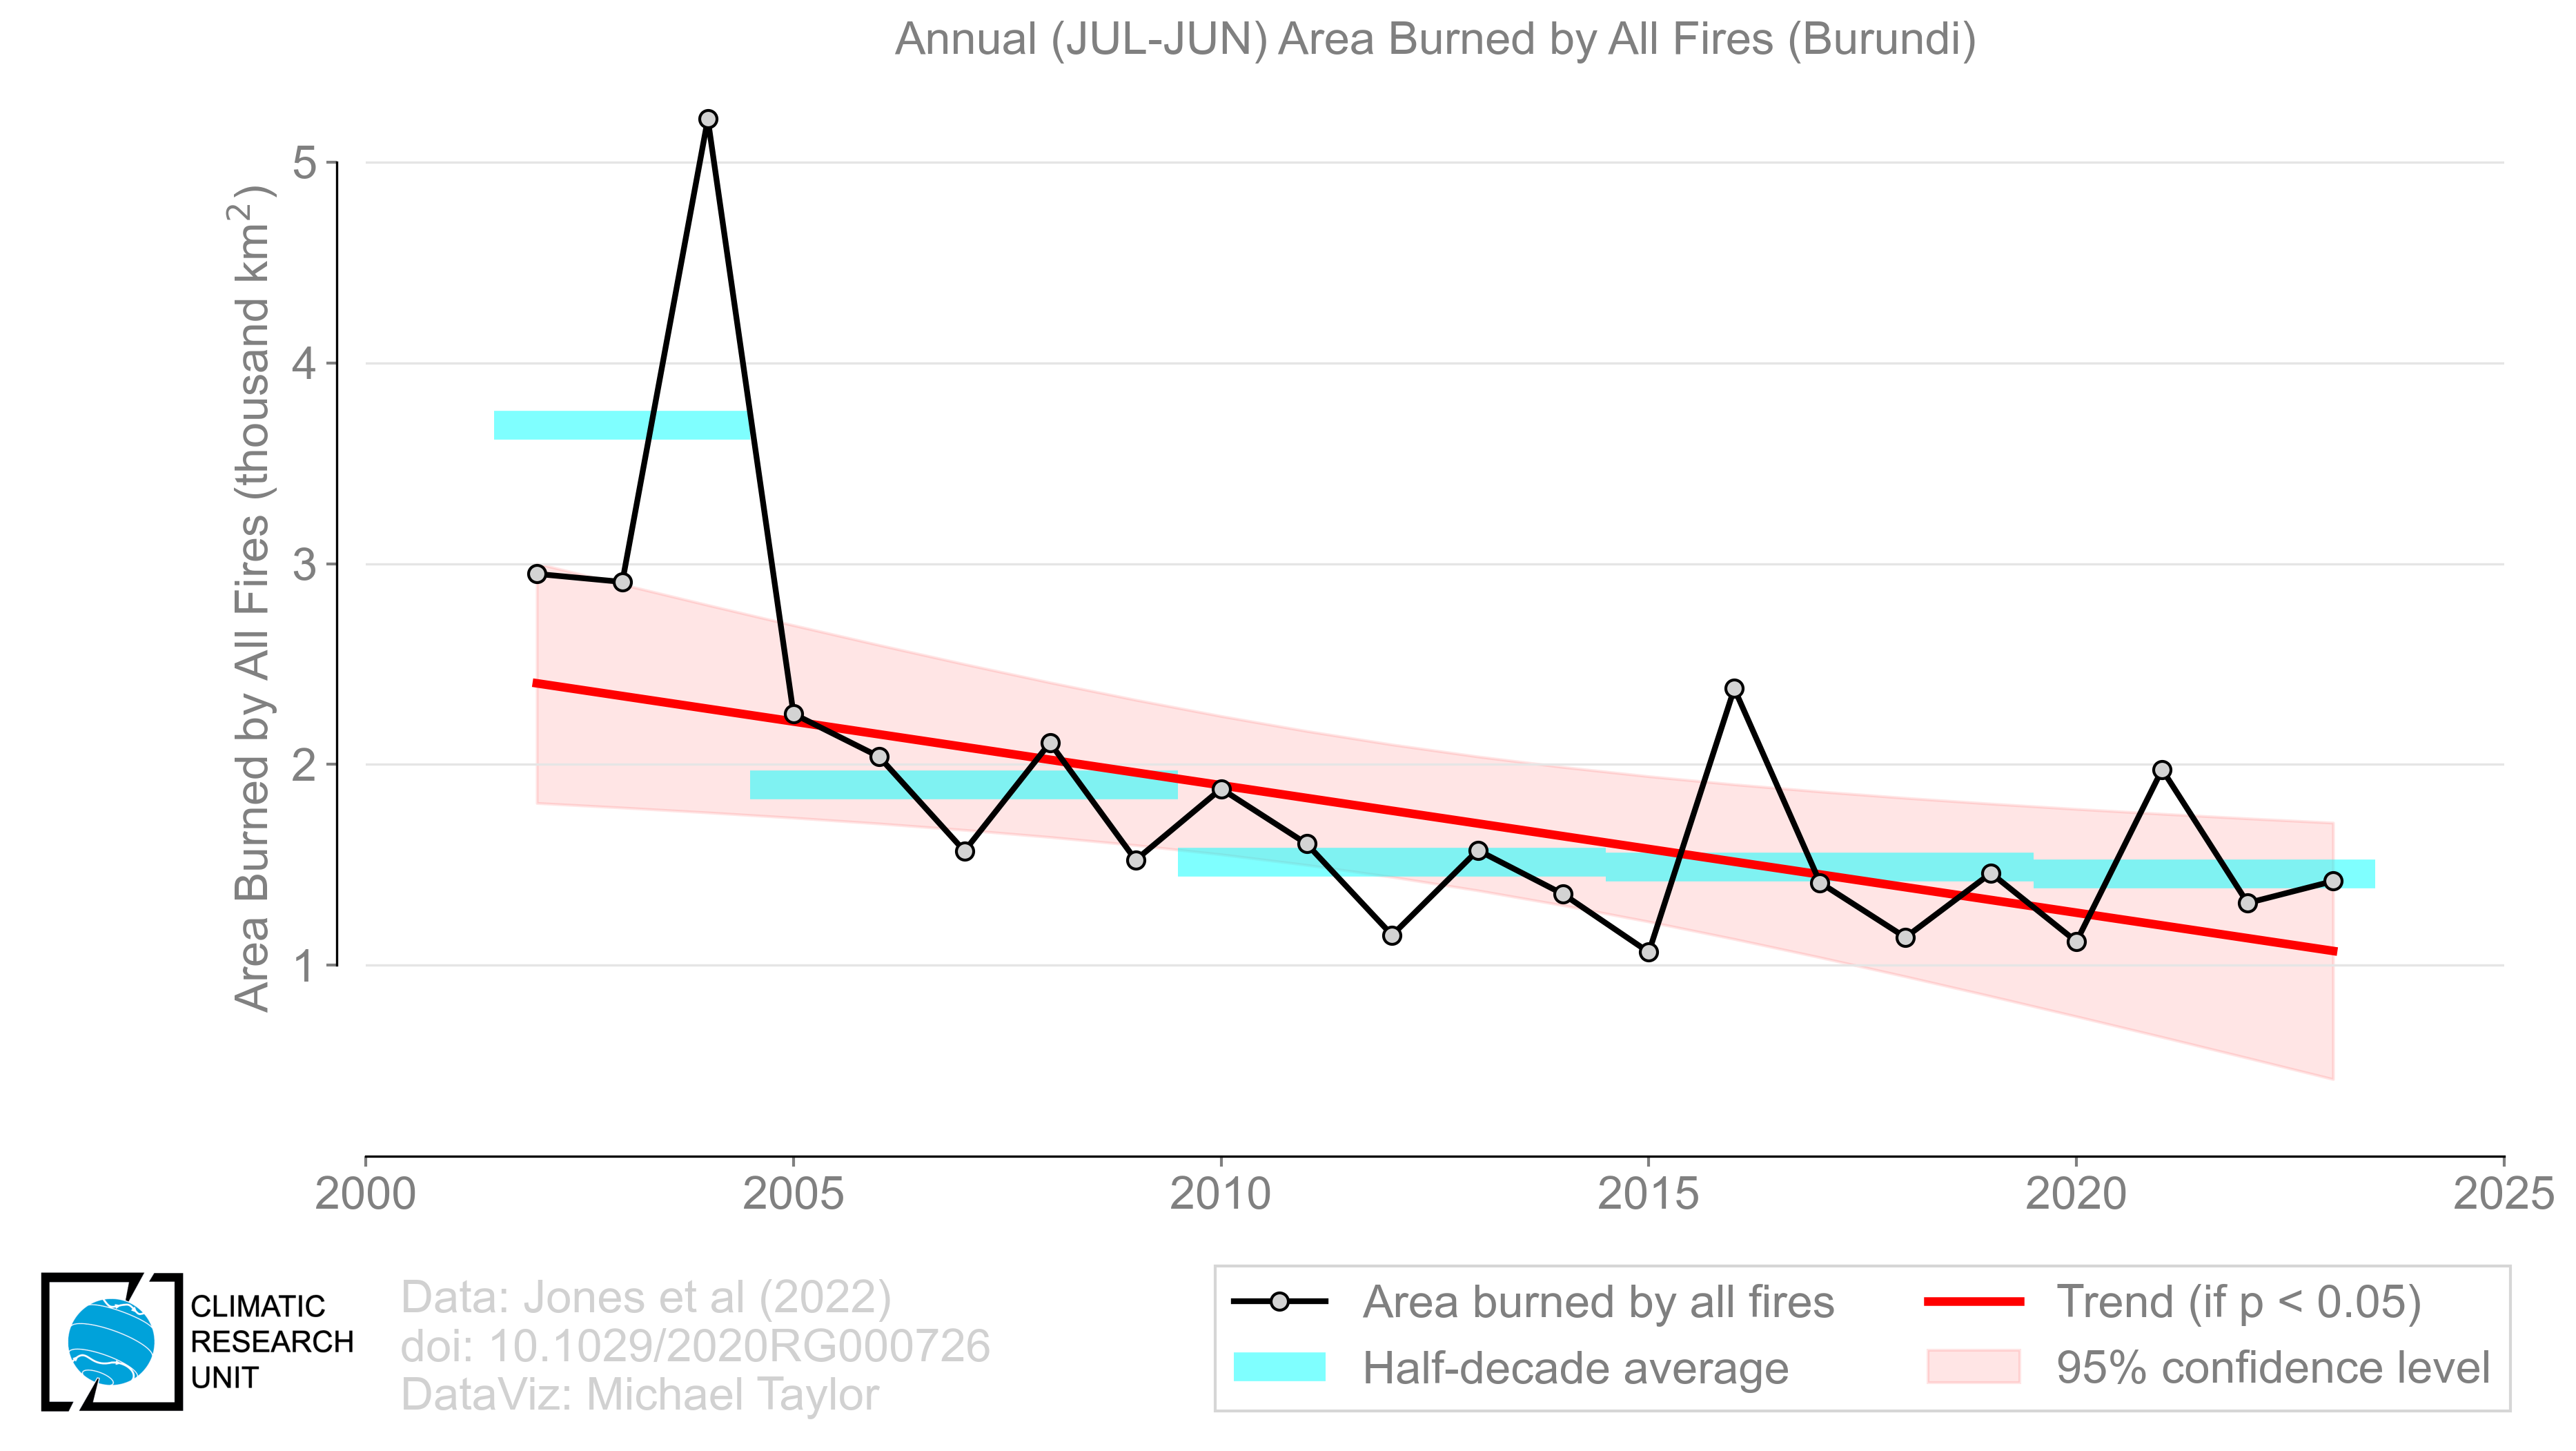 Annual (JUL-JUN) Area Burned by All Fires (Burundi)
Area Burned by All Fires (thousand km²)
5
4
3
2
1
2000 2005 2010 2015 2020 2025
CLIMATIC
RESEARCH
UNIT
Data: Jones et al (2022)
doi: 10.1029/2020RG000726
DataViz: Michael Taylor
Area burned by all fires
Half-decade average
Trend (if p < 0.05)
95% confidence level